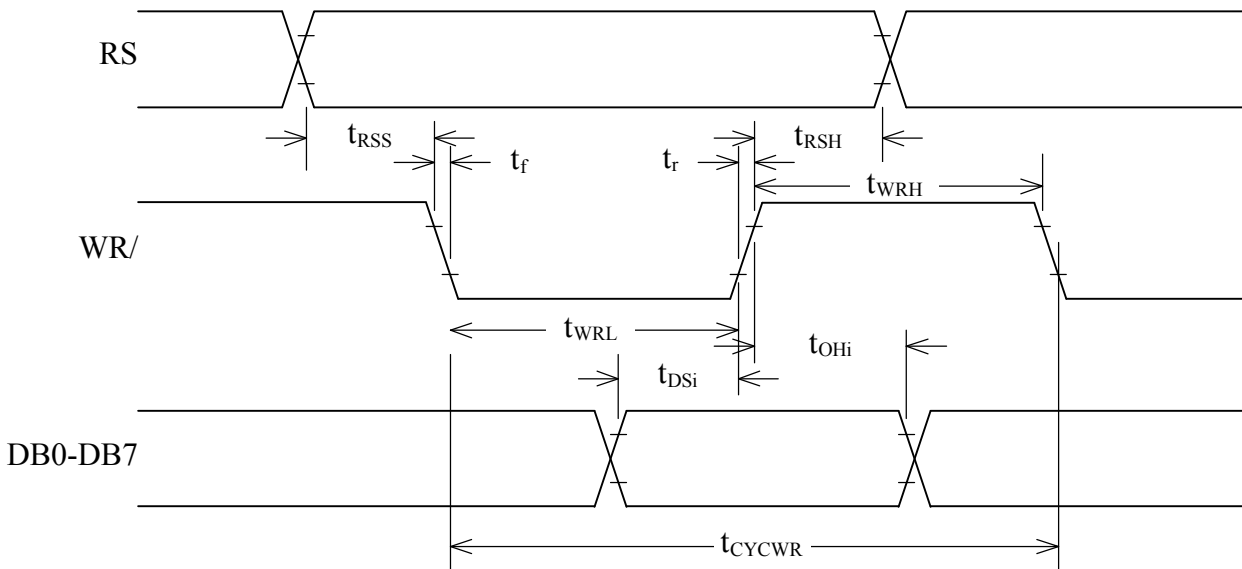 RS
tRSS
tRSH
tf
tr
tWRH
WR/
tWRL
tOHi
tDSi
DB0-DB7
tCYCWR